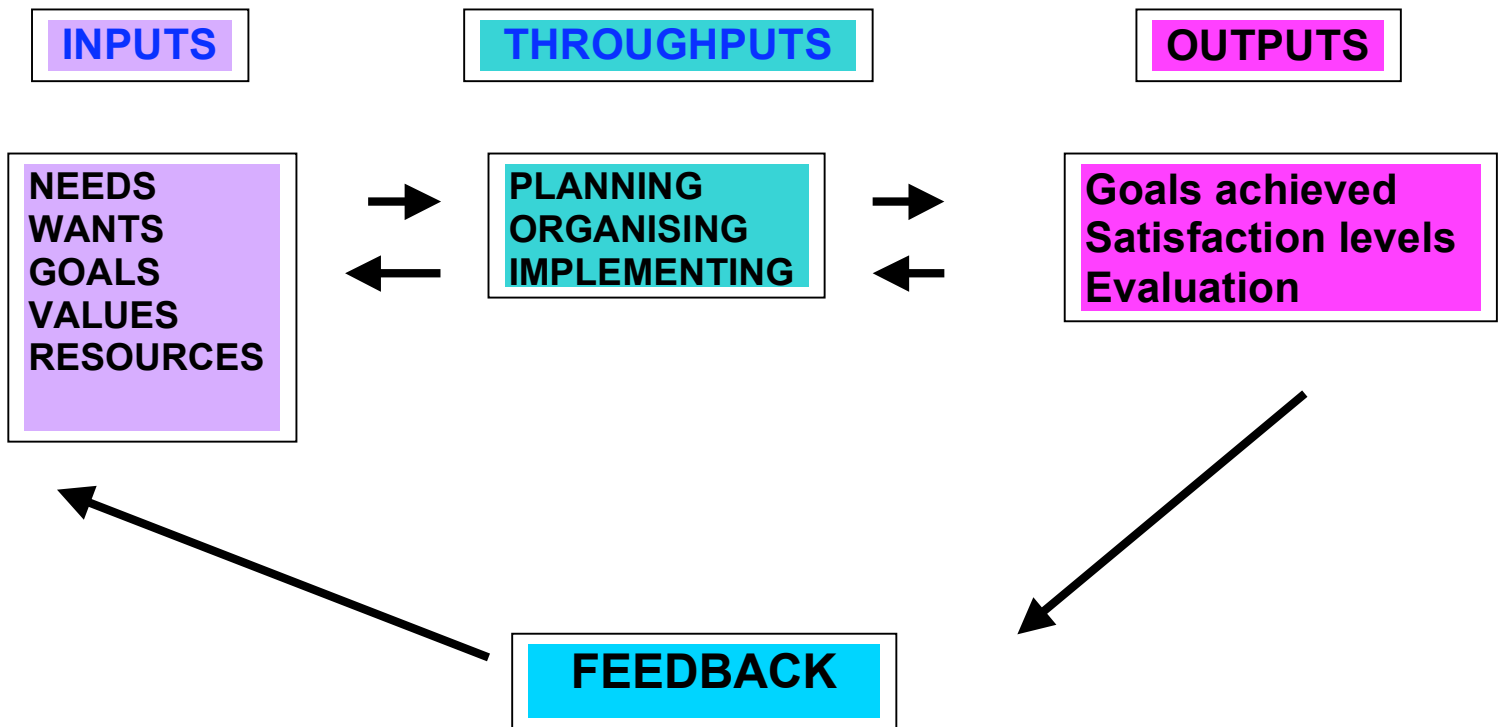 INPUTS
THROUGHPUTS
OUTPUTS
NEEDS
WANTS
GOALS
VALUES
RESOURCES
PLANNING
ORGANISING
IMPLEMENTING
Goals achieved
Satisfaction levels
Evaluation
FEEDBACK